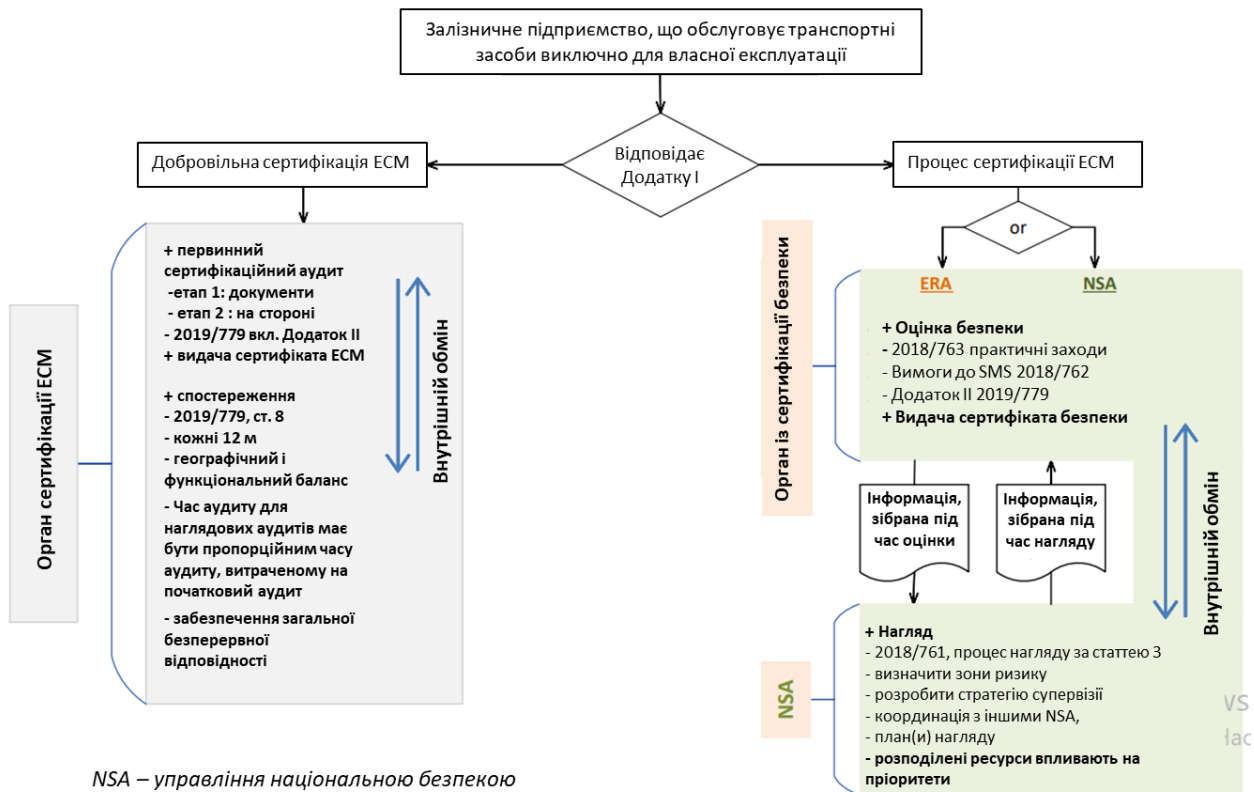 Залізничне підприємство, що обслуговує транспортні
засоби виключно для власної експлуатації
Добровільна сертифікація ECM
Відповідає
Додатку I
Процес сертифікації ECM
or
Орган сертифікації ECM
+ первинний
сертифікаційний аудит
-етап 1: документи
- етап 2 : на стороні
- 2019/779 вкл. Додаток II
+ видача сертифіката ECM
+ спостереження
- 2019/779, ст. 8
- кожні 12 м
- географічний і
функціональний баланс
- Час аудиту для
наглядових аудитів має
бути пропорційним часу
аудиту, витраченому на
початковий аудит
- забезпечення загальної
безперервної
відповідності
Внутрішній обмін
Орган із сертифікації безпеки
ERA
NSA
+ Оцінка безпеки
- 2018/763 практичні заходи
- Вимоги до SMS 2018/762
- Додаток II 2019/779
+ Видача сертифіката безпеки
Інформація,
зібрана під
час оцінки
Інформація,
зібрана під
час нагляду
Внутрішній обмін
NSA
+ Нагляд
- 2018/761, процес нагляду за статтею 3
- визначити зони ризику
- розробити стратегію супервізії
- координація з іншими NSA,
- план(и) нагляду
- розподілені ресурси впливають на
пріоритети
NSA – управління національною безпекою